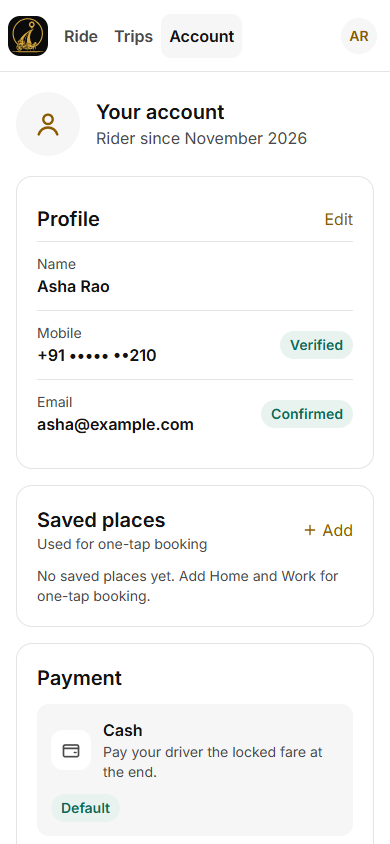 Ride
Trips
Account
AR
Your account
Rider since November 2026
Profile
Edit
Name
Asha Rao
Mobile
+91 ••••• ••210
Verified
Email
asha@example.com
Confirmed
Saved places
Used for one-tap booking
+ Add
No saved places yet. Add Home and Work for
one-tap booking.
Payment
Cash
Pay your driver the locked fare at
the end.
Default